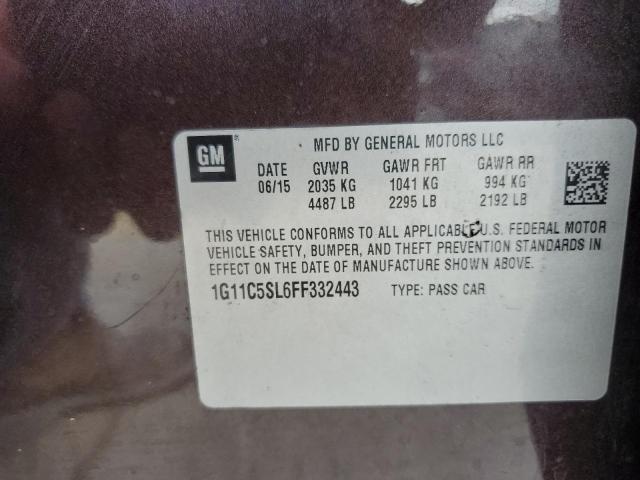 GM
MFD BY GENERAL MOTORS LLC
DATE GVWR GAWR FRT GAWR RR
06/15 2035 KG 1041 KG 994 KG
4487 LB 2295 LB 2192 LB
THIS VEHICLE CONFORMS TO ALL APPLICABLE U.S. FEDERAL MOTOR
VEHICLE SAFETY, BUMPER, AND THEFT PREVENTION STANDARDS IN
EFFECT ON THE DATE OF MANUFACTURE SHOWN ABOVE.
1G11C5SL6FF332443 TYPE: PASS CAR